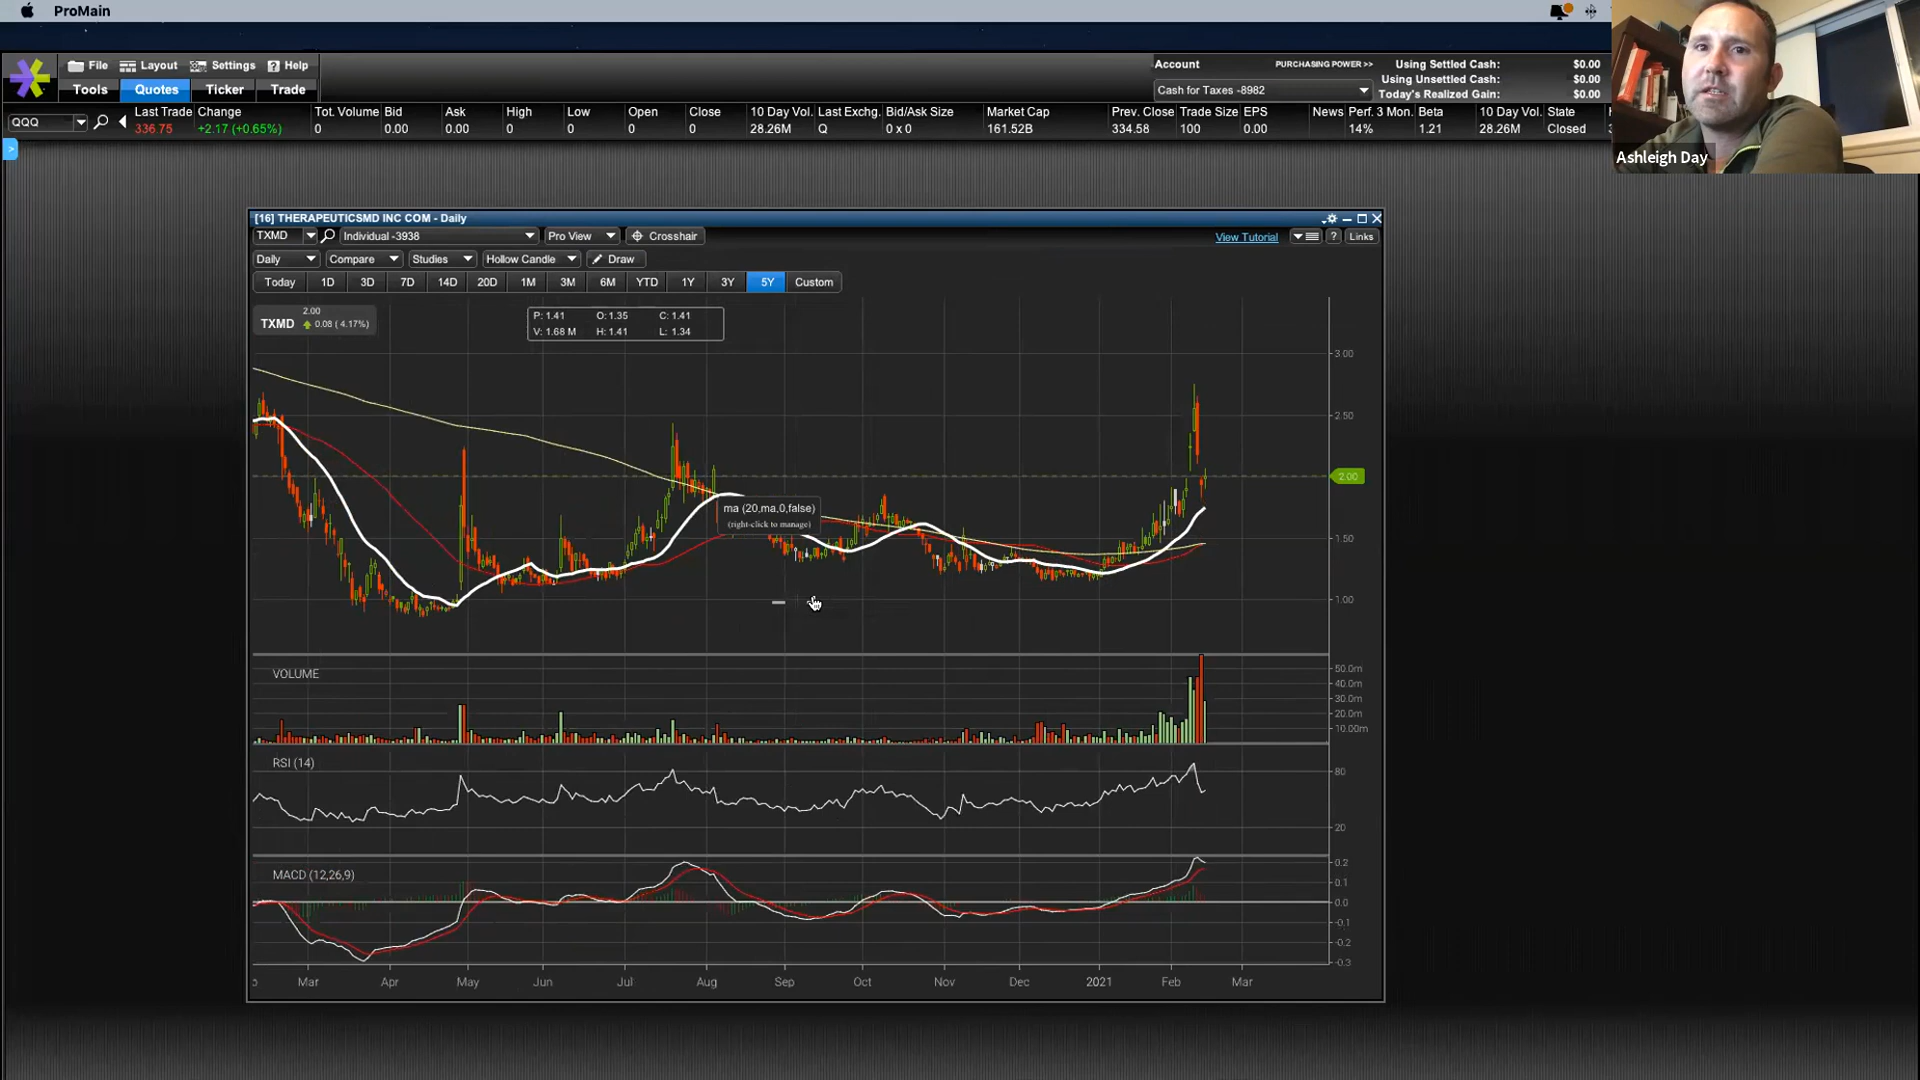 ProMain
File Layout Settings Help
Tools Quotes Ticker Trade
Account PURCHASING POWER >>
Cash for Taxes -8982
Using Settled Cash: $0.00
Using Unsettled Cash: $0.00
Today's Realized Gain: $0.00
Ashleigh Day
QQQ
Last Trade Change Tot. Volume Bid Ask High Low Open Close 10 Day Vol. Last Exchg. Bid/Ask Size Market Cap Prev. Close Trade Size EPS News Perf. 3 Mon. Beta 10 Day Vol. State
336.75 +2.17 (+0.65%) 0 0.00 0.00 0 0 0 0 28.26M Q 0 x 0 161.52B 334.58 100 0.00 14% 1.21 28.26M Closed
>
[16] THERAPEUTICSMD INC COM - Daily
TXMD Individual -3938 Pro View Crosshair View Tutorial ? Links
Daily Compare Studies Hollow Candle Draw
Today 1D 3D 7D 14D 20D 1M 3M 6M YTD 1Y 3Y 5Y Custom
TXMD 2.00
0.08 ( 4.17%)
P: 1.41 O: 1.35 C: 1.41
V: 1.68 M H: 1.41 L: 1.34
3.00
2.50
2.00
1.50
1.00
ma (20,ma,0,false)
(right-click to manage)
VOLUME
50.0m
40.0m
30.0m
20.0m
10.00m
RSI (14)
80
20
MACD (12,26,9)
0.2
0.1
0.0
-0.1
-0.2
-0.3
Mar Apr May Jun Jul Aug Sep Oct Nov Dec 2021 Feb Mar